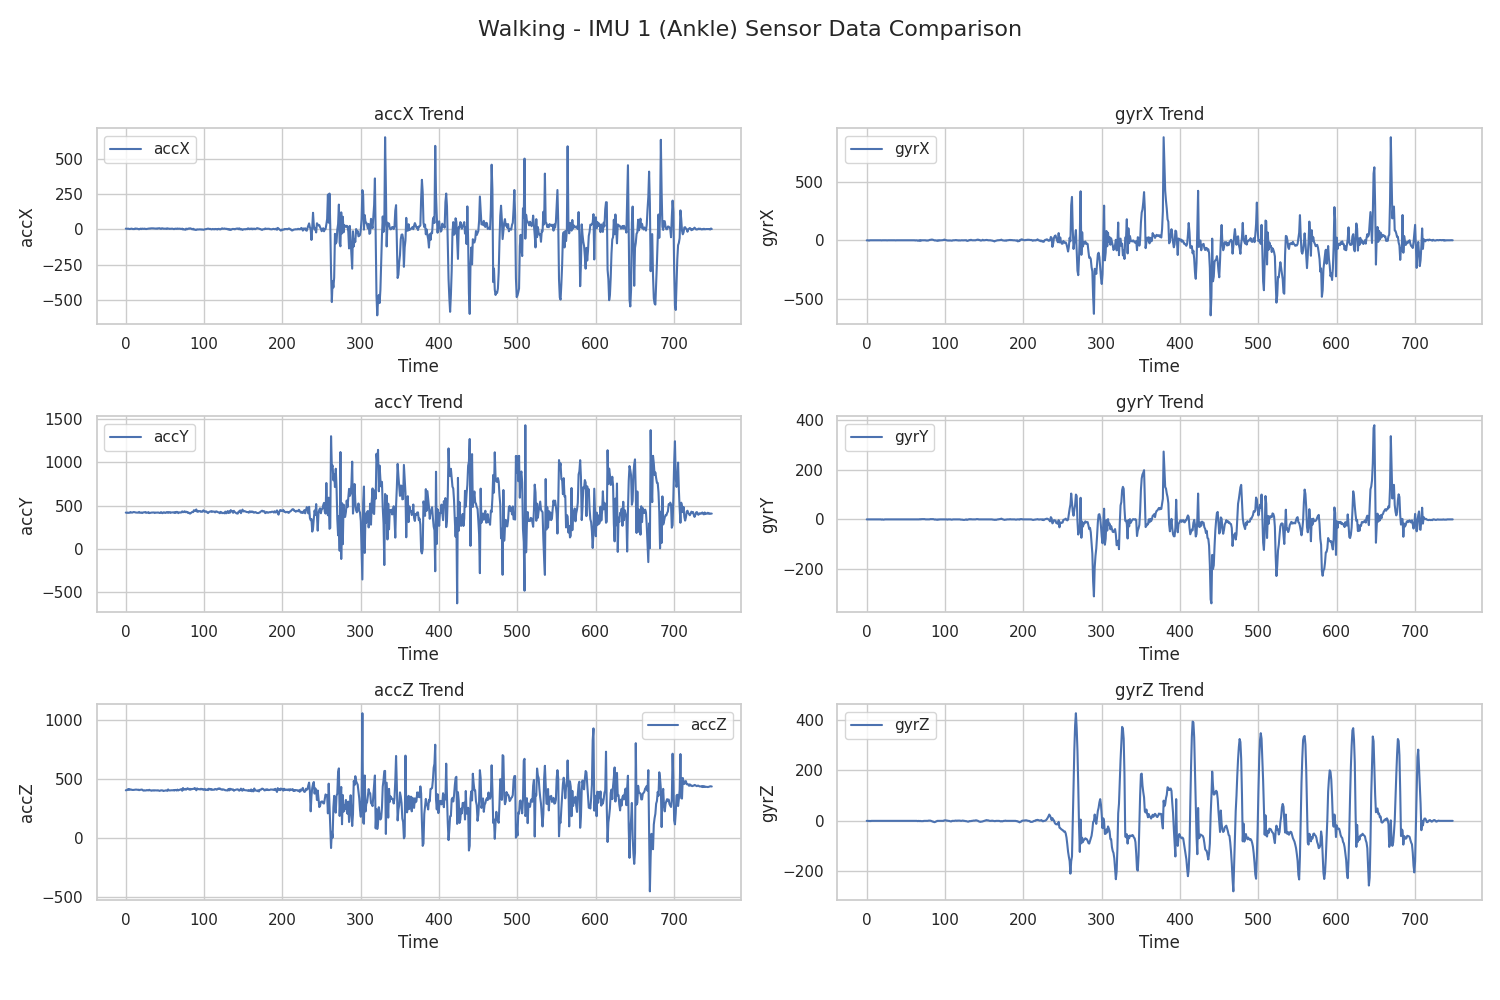 Walking - IMU 1 (Ankle) Sensor Data Comparison
accX Trend
accX
500
250
0
−250
−500
accX
0 100 200 300 400 500 600 700
Time
gyrX Trend
gyrX
500
0
−500
gyrX
0 100 200 300 400 500 600 700
Time
accY Trend
accY
1500
1000
500
0
−500
accY
0 100 200 300 400 500 600 700
Time
gyrY Trend
gyrY
400
200
0
−200
gyrY
0 100 200 300 400 500 600 700
Time
accZ Trend
accZ
1000
500
0
−500
accZ
0 100 200 300 400 500 600 700
Time
gyrZ Trend
gyrZ
400
200
0
−200
gyrZ
0 100 200 300 400 500 600 700
Time